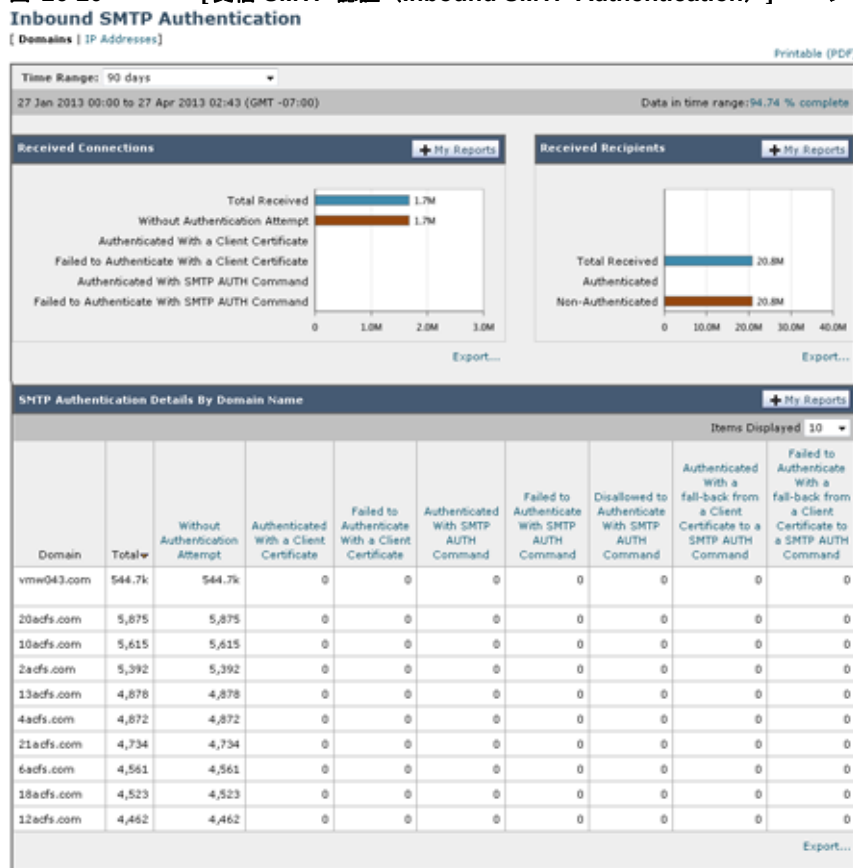 Inbound SMTP Authentication
[ Domains | IP Addresses]
Printable (PDF
Time Range: 90 days
27 Jan 2013 00:00 to 27 Apr 2013 02:43 (GMT -07:00)
Data in time range:94.74 % complete
Received Connections
My Reports
Total Received 1.7M
Without Authentication Attempt 1.7M
Authenticated With a Client Certificate
Failed to Authenticate With a Client Certificate
Authenticated With SMTP AUTH Command
Failed to Authenticate With SMTP AUTH Command
0 1.0M 2.0M 3.0M
Export...
Received Recipients
My Reports
Total Received 20.8M
Authenticated
Non-Authenticated 20.8M
0 10.0M 20.0M 30.0M 40.0M
Export...
SMTP Authentication Details By Domain Name
My Reports
Items Displayed 10
Domain
Total
Without
Authentication
Attempt
Authenticated
With a Client
Certificate
Failed to
Authenticate
With a Client
Certificate
Authenticated
With SMTP
AUTH
Command
Failed to
Authenticate
With SMTP
AUTH
Command
Disallowed to
Authenticate
With SMTP
AUTH
Command
Authenticated
With a
fall-back from
a Client
Certificate to a
SMTP AUTH
Command
Failed to
Authenticate
With a
fall-back from
a Client
Certificate to
a SMTP AUTH
Command
vmw043.com 544.7k 544.7k 0 0 0 0 0 0 0
20acfs.com 5,875 5,875 0 0 0 0 0 0 0
10acfs.com 5,615 5,615 0 0 0 0 0 0 0
2acfs.com 5,392 5,392 0 0 0 0 0 0 0
13acfs.com 4,878 4,878 0 0 0 0 0 0 0
4acfs.com 4,872 4,872 0 0 0 0 0 0 0
21acfs.com 4,734 4,734 0 0 0 0 0 0 0
6acfs.com 4,561 4,561 0 0 0 0 0 0 0
18acfs.com 4,523 4,523 0 0 0 0 0 0 0
12acfs.com 4,462 4,462 0 0 0 0 0 0 0
Export...